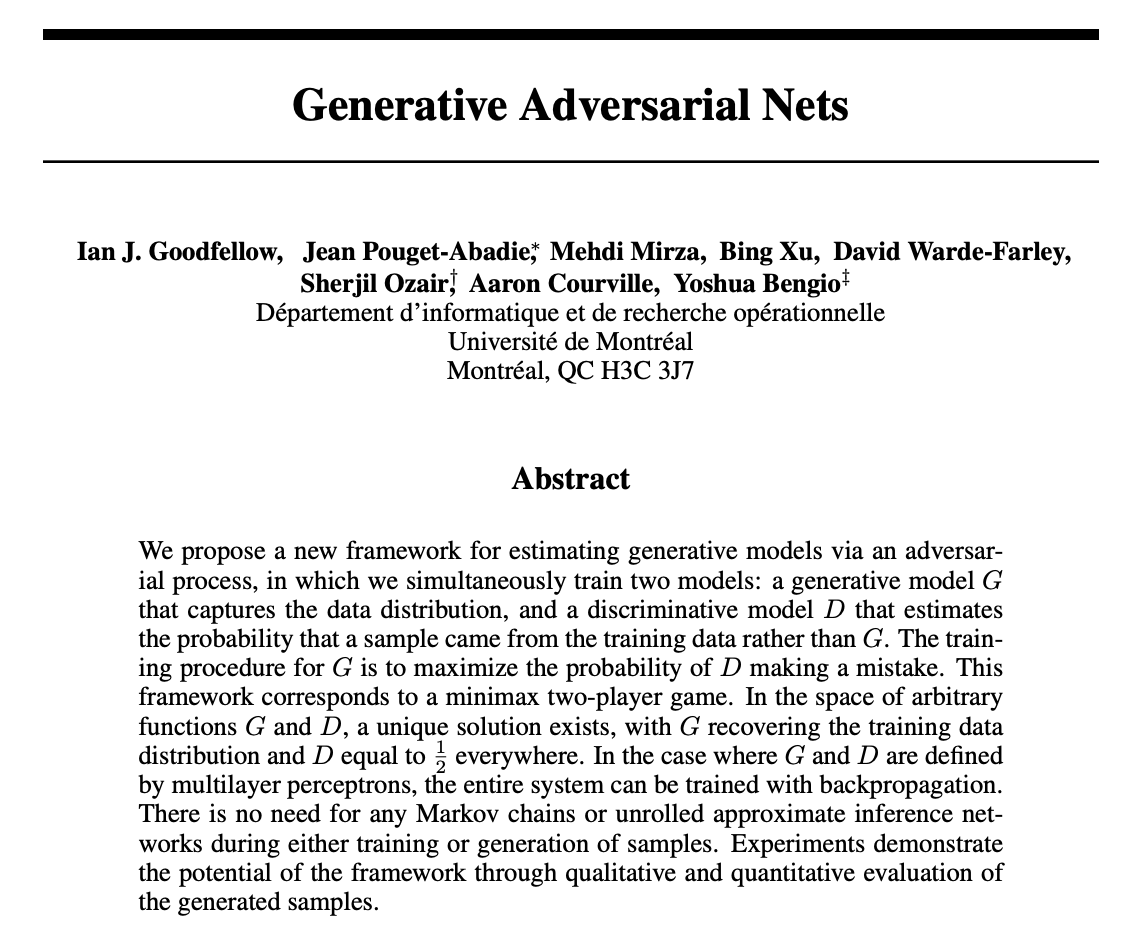 Generative Adversarial Nets
Ian J. Goodfellow, Jean Pouget-Abadie,* Mehdi Mirza, Bing Xu, David Warde-Farley,
Sherjil Ozair,† Aaron Courville, Yoshua Bengio‡
Département d'informatique et de recherche opérationnelle
Université de Montréal
Montréal, QC H3C 3J7
Abstract
We propose a new framework for estimating generative models via an adversar-
ial process, in which we simultaneously train two models: a generative model G
that captures the data distribution, and a discriminative model D that estimates
the probability that a sample came from the training data rather than G. The train-
ing procedure for G is to maximize the probability of D making a mistake. This
framework corresponds to a minimax two-player game. In the space of arbitrary
functions G and D, a unique solution exists, with G recovering the training data
distribution and D equal to 1/2 everywhere. In the case where G and D are defined
by multilayer perceptrons, the entire system can be trained with backpropagation.
There is no need for any Markov chains or unrolled approximate inference net-
works during either training or generation of samples. Experiments demonstrate
the potential of the framework through qualitative and quantitative evaluation of
the generated samples.